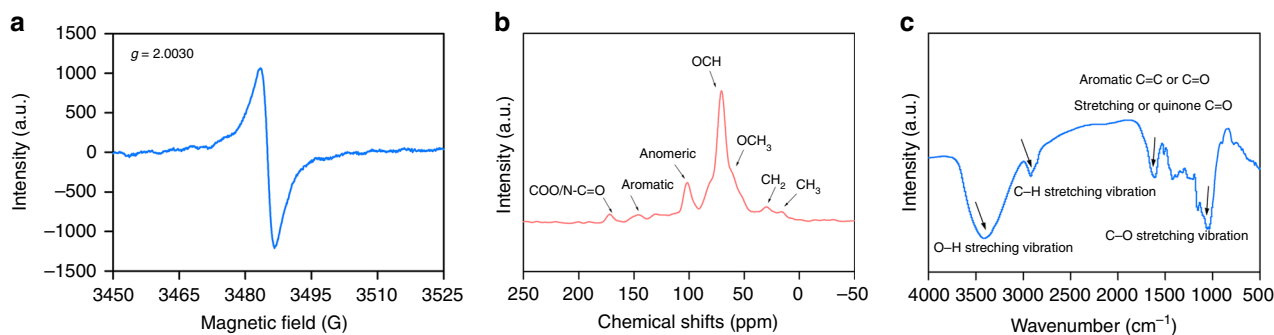 a
g = 2.0030
1500
1000
500
0
−500
−1000
−1500
3450
3465
3480
3495
3510
3525
Intensity (a.u.)
Magnetic field (G)
b
OCH
OCH3
Anomeric
CH2
CH3
Aromatic
COO/N-C=O
250
200
150
100
50
0
−50
Intensity (a.u.)
Chemical shifts (ppm)
c
Aromatic C=C or C=O
Stretching or quinone C=O
C–H stretching vibration
C–O stretching vibration
O–H streching vibration
4000
3500
3000
2500
2000
1500
1000
500
Intensity (a.u.)
Wavenumber (cm−1)